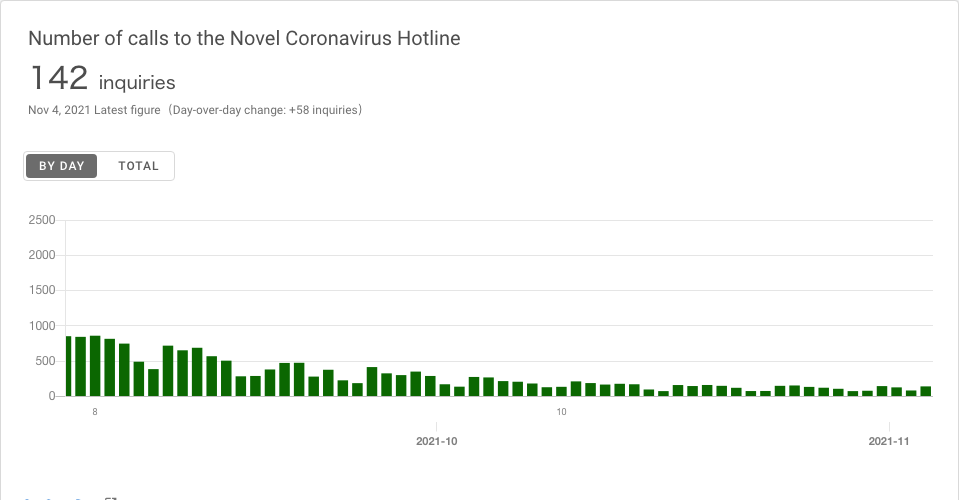 Number of calls to the Novel Coronavirus Hotline
142 inquiries
Nov 4, 2021 Latest figure（Day-over-day change: +58 inquiries）
BY DAY TOTAL
2500
2000
1500
1000
500
0
8 10
2021-10 2021-11